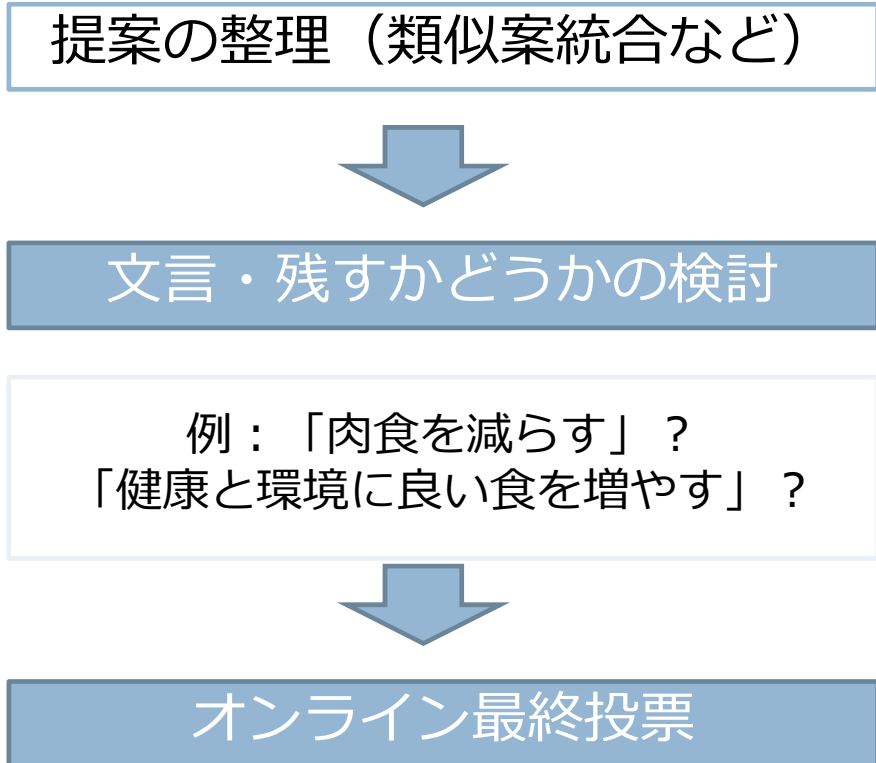 提案の整理（類似案統合など）
文言・残すかどうかの検討
例：「肉食を減らす」？
「健康と環境に良い食を増やす」？
オンライン最終投票